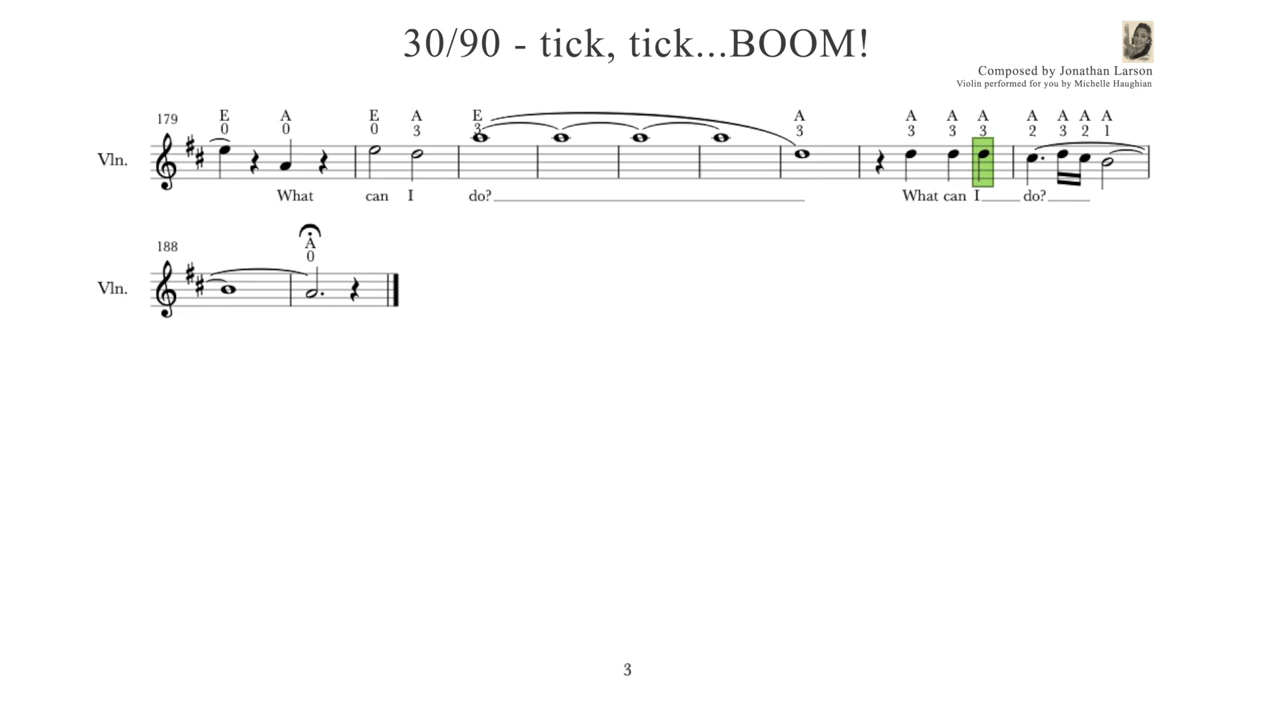 30/90 - tick, tick...BOOM!
Composed by Jonathan Larson
Violin performed for you by Michelle Haughian
179 E A E A E A A A A A A A A
0 0 0 3 3 3 3 3 3 2 3 2 1
Vln.
What can I do? What can I do?
188 A
0
Vln.
3